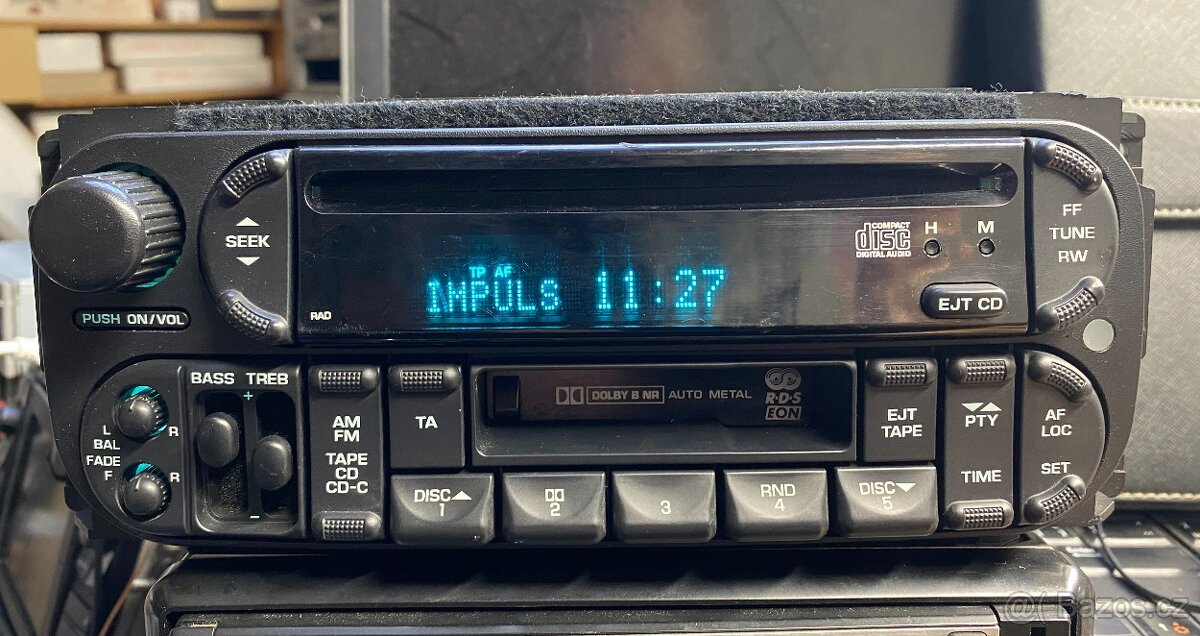 SEEK
PUSH ON/VOL
RAD
TP AF
IMPULs 11:27
COMPACT
disc
DIGITAL AUDIO
H M
EJT CD
FF
TUNE
RW
L R
BAL
FADE
F R
BASS TREB
+
-
AM
FM
TAPE
CD
CD-C
TA
DOLBY B NR AUTO METAL
R·D·S
EON
EJT
TAPE
PTY
TIME
AF
LOC
SET
DISC
1
2
3
RND
4
DISC
5
@( Bazos.cz